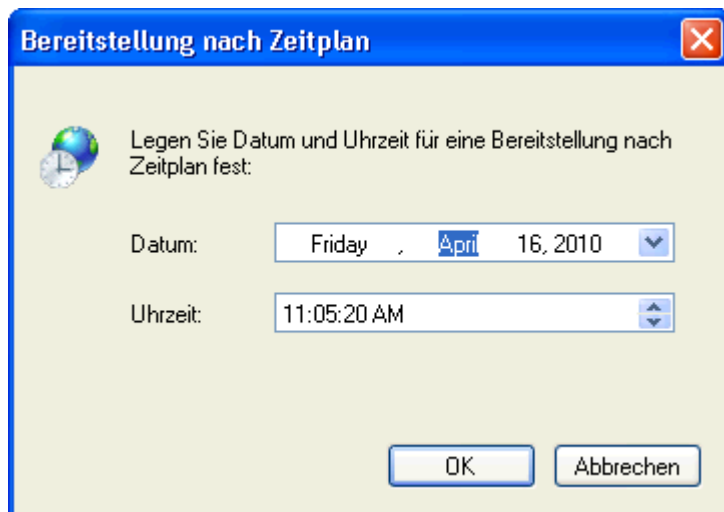 Bereitstellung nach Zeitplan
Legen Sie Datum und Uhrzeit für eine Bereitstellung nach
Zeitplan fest:
Datum: Friday , April 16, 2010
Uhrzeit: 11:05:20 AM
OK Abbrechen